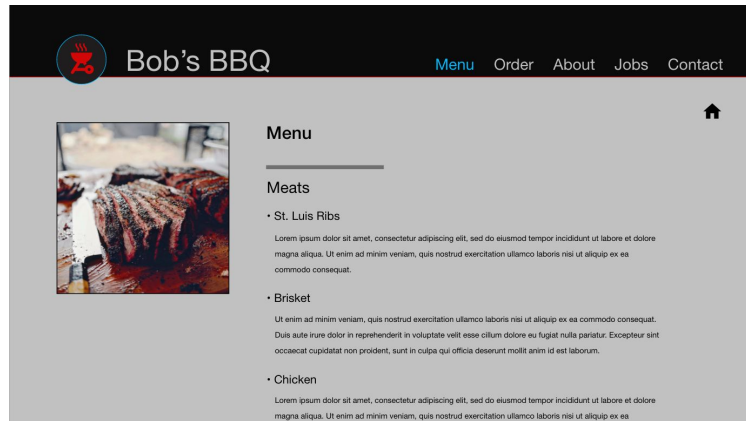 Bob's BBQ
Menu Order About Jobs Contact
Menu
Meats
• St. Luis Ribs
Lorem ipsum dolor sit amet, consectetur adipiscing elit, sed do eiusmod tempor incididunt ut labore et dolore
magna aliqua. Ut enim ad minim veniam, quis nostrud exercitation ullamco laboris nisi ut aliquip ex ea
commodo consequat.
• Brisket
Ut enim ad minim veniam, quis nostrud exercitation ullamco laboris nisi ut aliquip ex ea commodo consequat.
Duis aute irure dolor in reprehenderit in voluptate velit esse cillum dolore eu fugiat nulla pariatur. Excepteur sint
occaecat cupidatat non proident, sunt in culpa qui officia deserunt mollit anim id est laborum.
• Chicken
Lorem ipsum dolor sit amet, consectetur adipiscing elit, sed do eiusmod tempor incididunt ut labore et dolore
magna aliqua. Ut enim ad minim veniam, quis nostrud exercitation ullamco laboris nisi ut aliquip ex ea